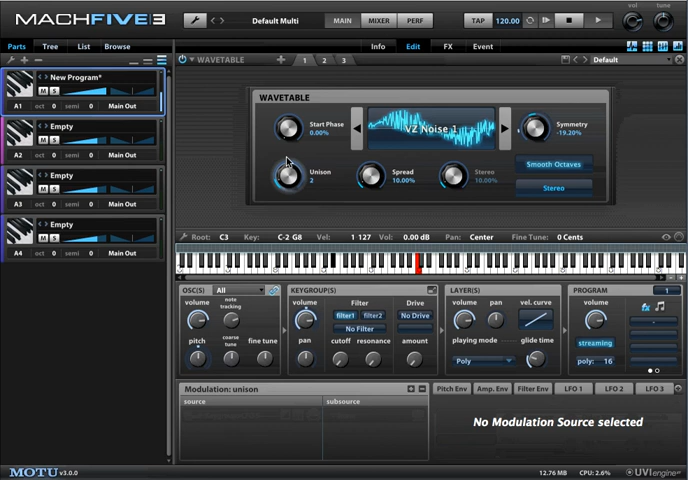 MACHFIVE 3
Default Multi
MAIN MIXER PERF
TAP 120.00
vol tune
Parts Tree List Browse
Info Edit FX Event
New Program*
M S
A1 oct 0 semi 0 Main Out
Empty
M S
A2 oct 0 semi 0 Main Out
Empty
M S
A3 oct 0 semi 0 Main Out
Empty
M S
A4 oct 0 semi 0 Main Out
WAVETABLE + 1 2 3 Default
WAVETABLE
Start Phase
0.00%
VZ Noise 1
Symmetry
-19.20%
Unison
2
Spread
10.00%
Stereo
10.00%
Smooth Octaves
Stereo
Root: C3 Key: C-2 G8 Vel: 1 127 Vol: 0.00 dB Pan: Center Fine Tune: 0 Cents
OSC(S) All
volume
note tracking
pitch
coarse tune
fine tune
KEYGROUP(S)
volume
Filter
filter1 filter2
No Filter
Drive
No Drive
pan
cutoff resonance amount
LAYER(S)
volume pan vel. curve
playing mode glide time
Poly
PROGRAM 1
volume
fx
streaming
poly: 16
Modulation: unison
source subsource
Pitch Env Amp. Env Filter Env LFO 1 LFO 2 LFO 3
No Modulation Source selected
MOTU v3.0.0
12.76 MB CPU: 2.6% UVIengine